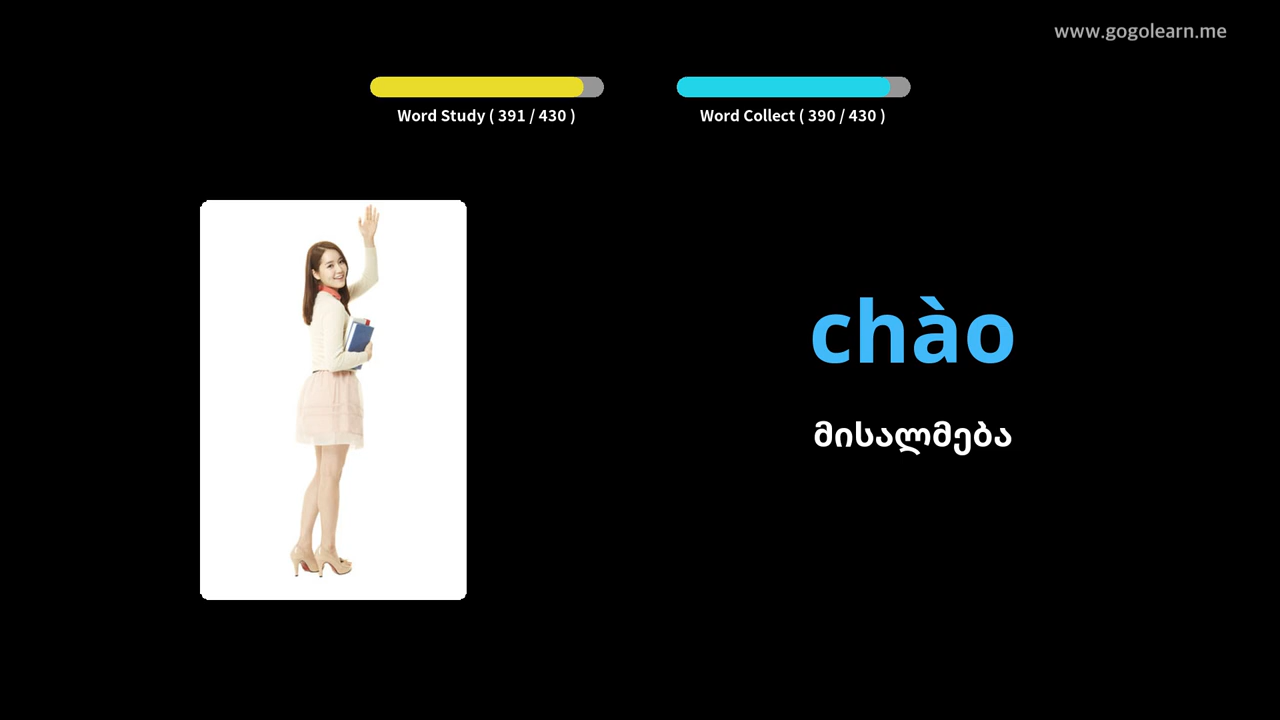 www.gogolearn.me
Word Study ( 391 / 430 )
Word Collect ( 390 / 430 )
chào
მისალმება